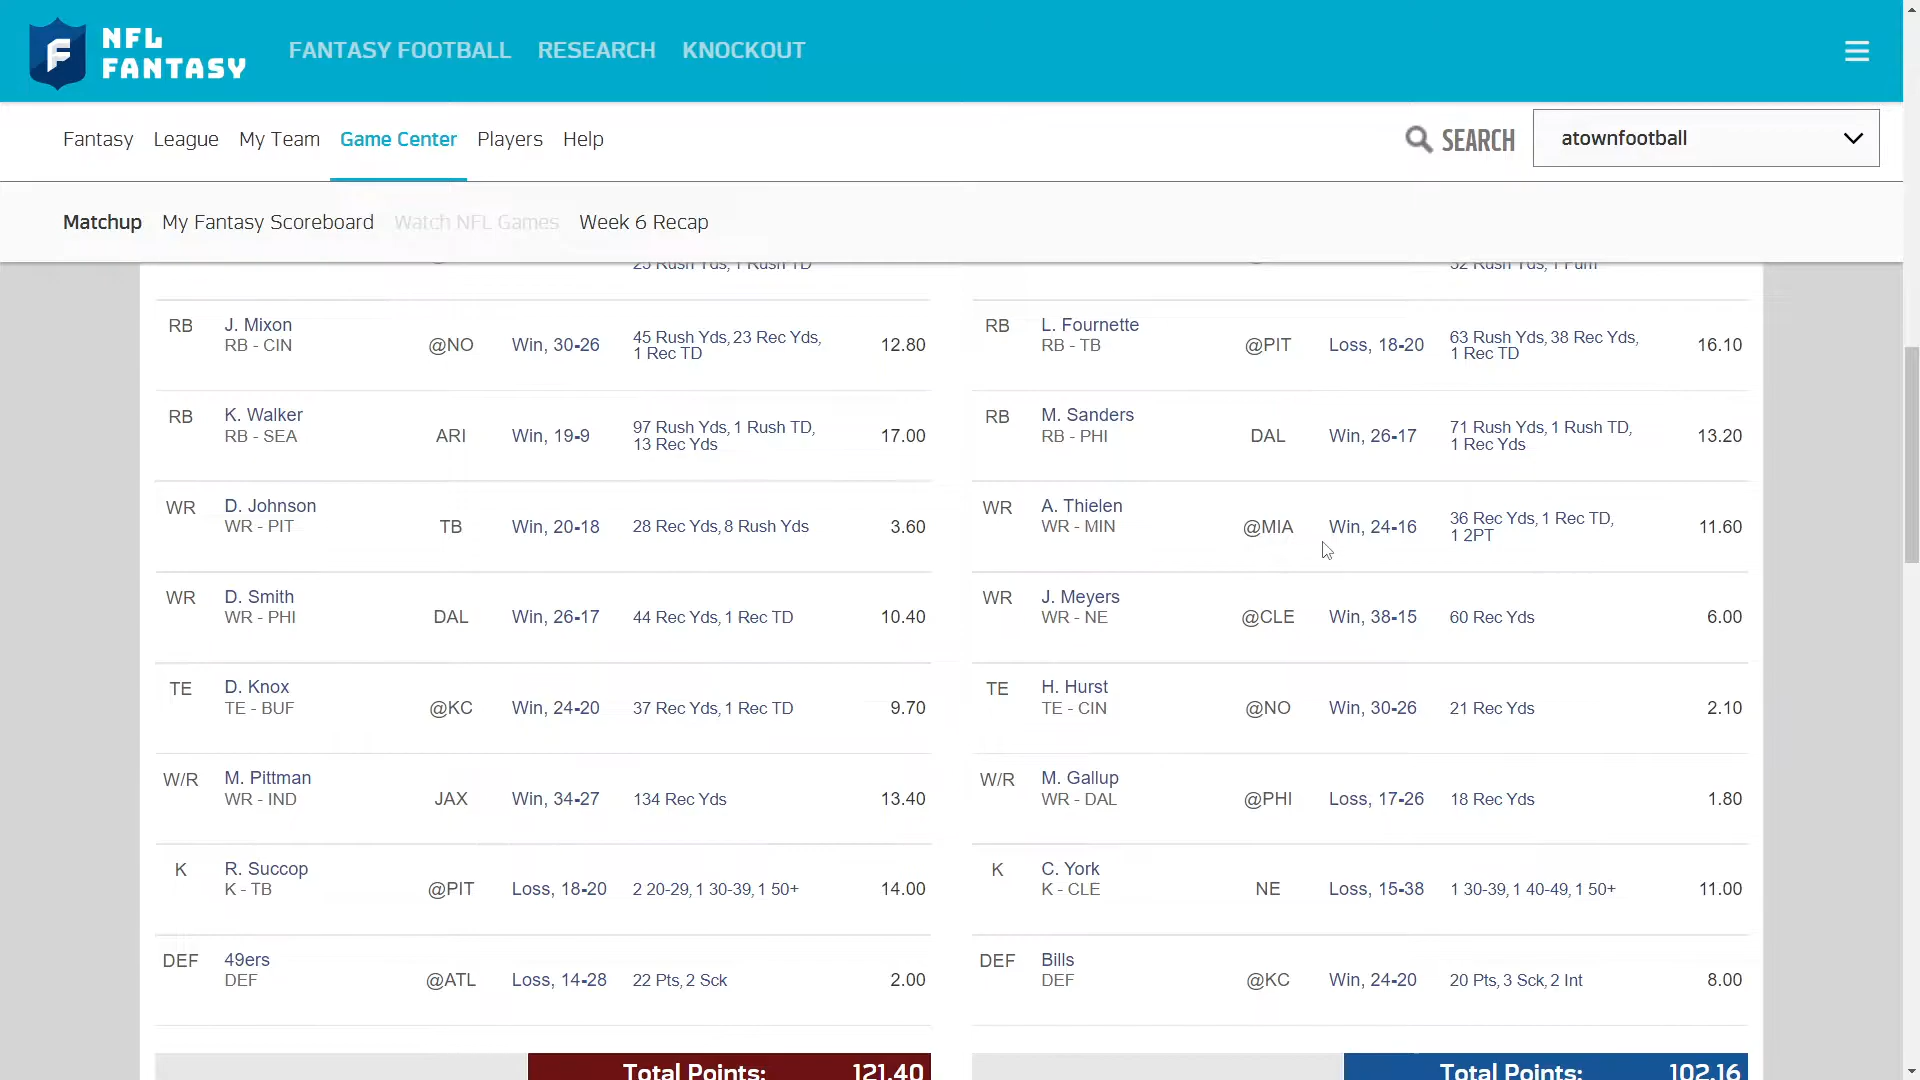 NFL
FANTASY
FANTASY FOOTBALL RESEARCH KNOCKOUT
Fantasy League My Team Game Center Players Help
SEARCH
atownfootball
Matchup My Fantasy Scoreboard Watch NFL Games Week 6 Recap
25 Rush Yds, 1 Rush TD
32 Rush Yds, 1 Fum
RB J. Mixon
RB - CIN @NO Win, 30-26 45 Rush Yds, 23 Rec Yds,
1 Rec TD 12.80
RB L. Fournette
RB - TB @PIT Loss, 18-20 63 Rush Yds, 38 Rec Yds,
1 Rec TD 16.10
RB K. Walker
RB - SEA ARI Win, 19-9 97 Rush Yds, 1 Rush TD,
13 Rec Yds 17.00
RB M. Sanders
RB - PHI DAL Win, 26-17 71 Rush Yds, 1 Rush TD,
1 Rec Yds 13.20
WR D. Johnson
WR - PIT TB Win, 20-18 28 Rec Yds, 8 Rush Yds 3.60
WR A. Thielen
WR - MIN @MIA Win, 24-16 36 Rec Yds, 1 Rec TD,
1 2PT 11.60
WR D. Smith
WR - PHI DAL Win, 26-17 44 Rec Yds, 1 Rec TD 10.40
WR J. Meyers
WR - NE @CLE Win, 38-15 60 Rec Yds 6.00
TE D. Knox
TE - BUF @KC Win, 24-20 37 Rec Yds, 1 Rec TD 9.70
TE H. Hurst
TE - CIN @NO Win, 30-26 21 Rec Yds 2.10
W/R M. Pittman
WR - IND JAX Win, 34-27 134 Rec Yds 13.40
W/R M. Gallup
WR - DAL @PHI Loss, 17-26 18 Rec Yds 1.80
K R. Succop
K - TB @PIT Loss, 18-20 2 20-29, 1 30-39, 1 50+ 14.00
K C. York
K - CLE NE Loss, 15-38 1 30-39, 1 40-49, 1 50+ 11.00
DEF 49ers
DEF @ATL Loss, 14-28 22 Pts, 2 Sck 2.00
DEF Bills
DEF @KC Win, 24-20 20 Pts, 3 Sck, 2 Int 8.00
Total Points: 121.40
Total Points: 102.16